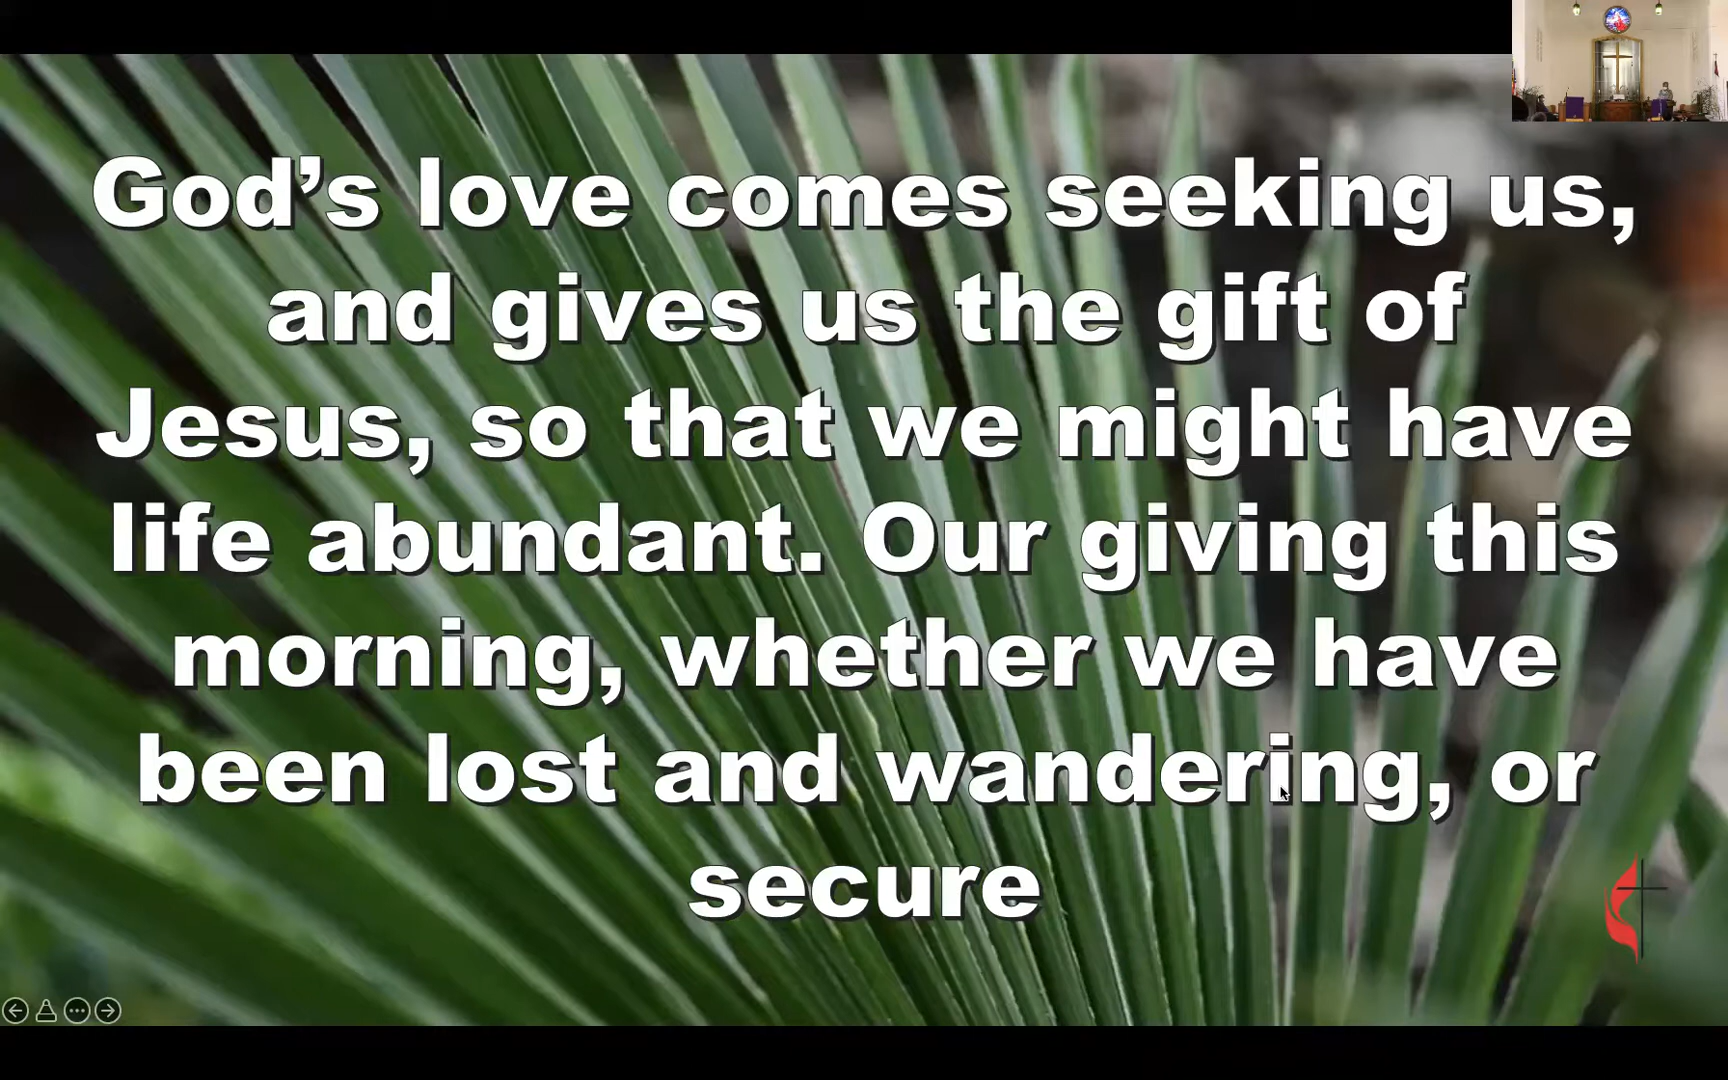 God’s love comes seeking us,
and gives us the gift of
Jesus, so that we might have
life abundant. Our giving this
morning, whether we have
been lost and wandering, or
secure